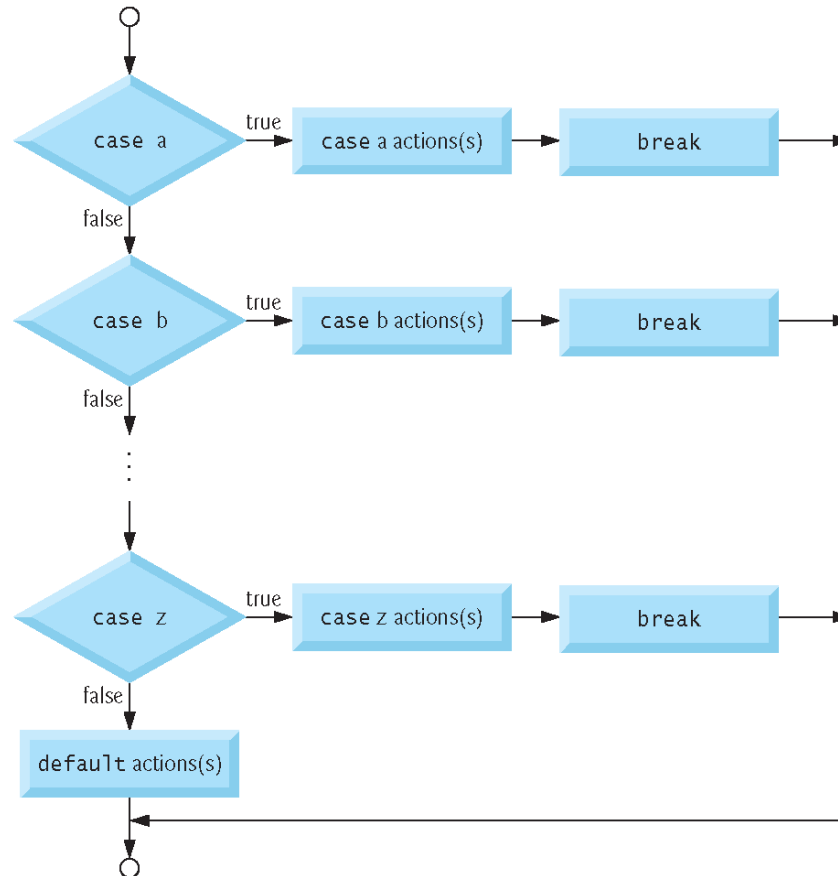 true
case a
case a actions(s)
break
false
true
case b
case b actions(s)
break
false
true
case z
case z actions(s)
break
false
default actions(s)